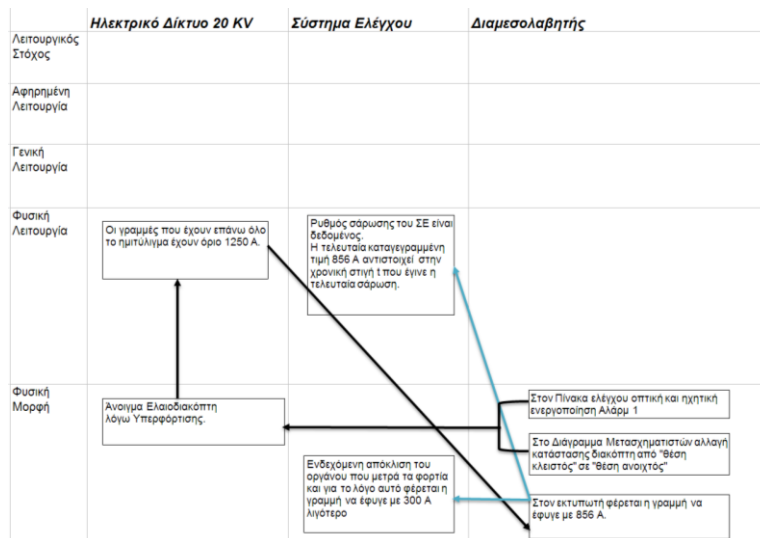 Ηλεκτρικό Δίκτυο 20 KV
Σύστημα Ελέγχου
Διαμεσολαβητής
Λειτουργικός
Στόχος
Αφηρημένη
Λειτουργία
Γενική
Λειτουργία
Φυσική
Λειτουργία
Οι γραμμές που έχουν επάνω όλο
το ημιτύλιγμα έχουν όριο 1250 Α.
Ρυθμός σάρωσης του ΣΕ είναι
δεδομένος.
Η τελευταία καταγεγραμμένη
τιμή 856 Α αντιστοιχεί στην
χρονική στιγή t που έγινε η
τελευταία σάρωση.
Φυσική
Μορφή
Άνοιγμα Ελαιοδιακόπτη
λόγω Υπερφόρτισης.
Ενδεχόμενη απόκλιση του
οργάνου που μετρά τα φορτία
και για το λόγο αυτό φέρεται η
γραμμή να έφυγε με 300 Α
λιγότερο
Στον Πίνακα ελέγχου οπτική και ηχητική
ενεργοποίηση Αλάρμ 1
Στο Διάγραμμα Μετασχηματιστών αλλαγή
κατάστασης διακόπτη από "θέση
κλειστός" σε "θέση ανοιχτός"
Στον εκτυπωτή φέρεται η γραμμή να
έφυγε με 856 Α.